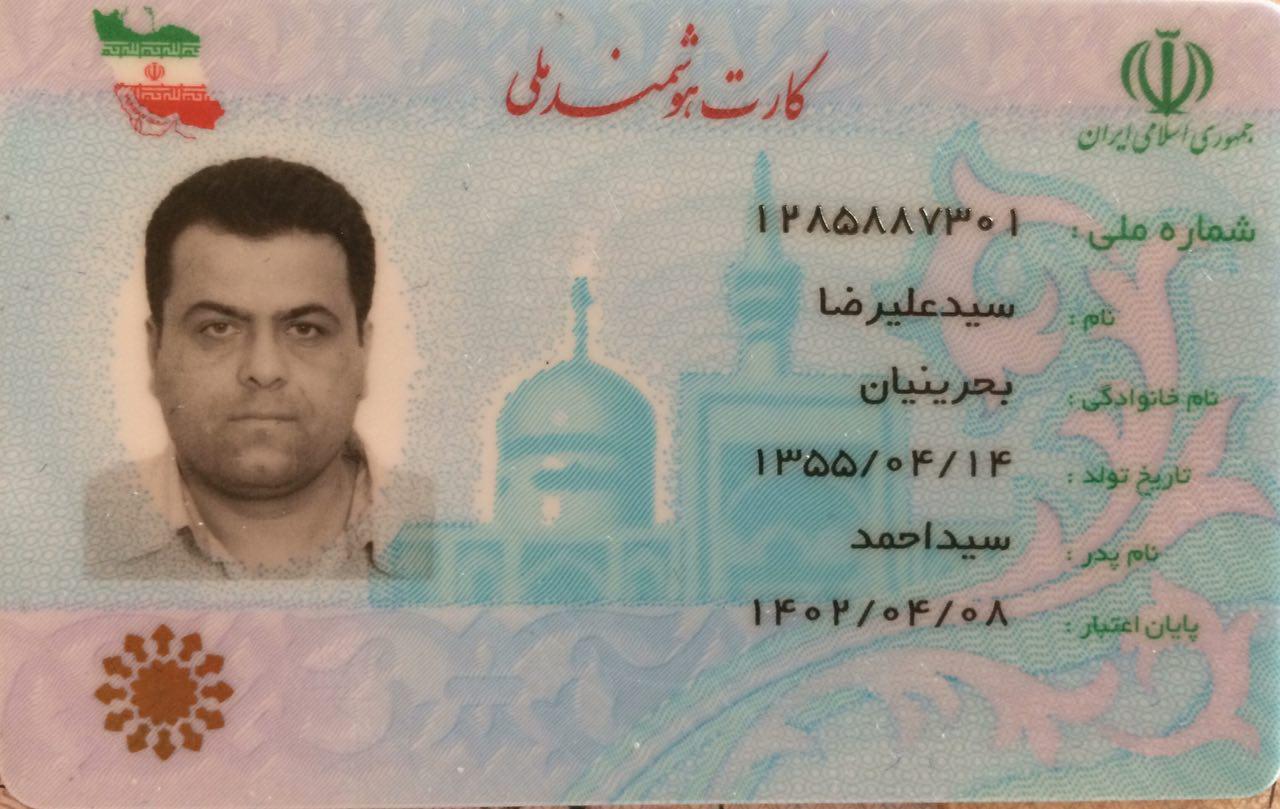 کارت هوشمند ملی
جمهوری اسلامی ایران
شماره ملی : ۱۲۸۵۸۸۷۳۰۱
نام : سیدعلیرضا
نام خانوادگی : بحرینیان
تاریخ تولد : ۱۳۵۵/۰۴/۱۴
نام پدر : سیداحمد
پایان اعتبار : ۱۴۰۲/۰۴/۰۸